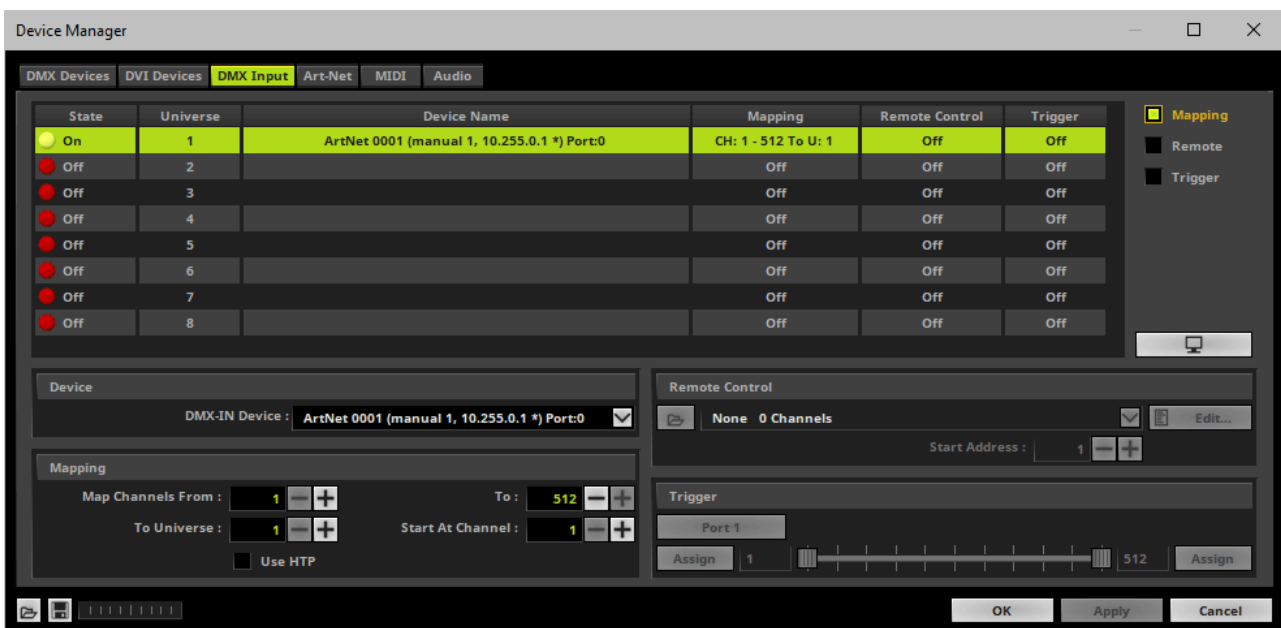 Device Manager
DMX Devices DVI Devices DMX Input Art-Net MIDI Audio
State Universe Device Name Mapping Remote Control Trigger
On 1 ArtNet 0001 (manual 1, 10.255.0.1 *) Port:0 CH: 1 - 512 To U: 1 Off Off
Off 2 Off Off Off
Off 3 Off Off Off
Off 4 Off Off Off
Off 5 Off Off Off
Off 6 Off Off Off
Off 7 Off Off Off
Off 8 Off Off Off
Mapping
Remote
Trigger
Device
DMX-IN Device : ArtNet 0001 (manual 1, 10.255.0.1 *) Port:0
Mapping
Map Channels From : 1 To : 512
To Universe : 1 Start At Channel : 1
Use HTP
Remote Control
None 0 Channels Edit...
Start Address : 1
Trigger
Port 1
Assign 1 512 Assign
OK Apply Cancel